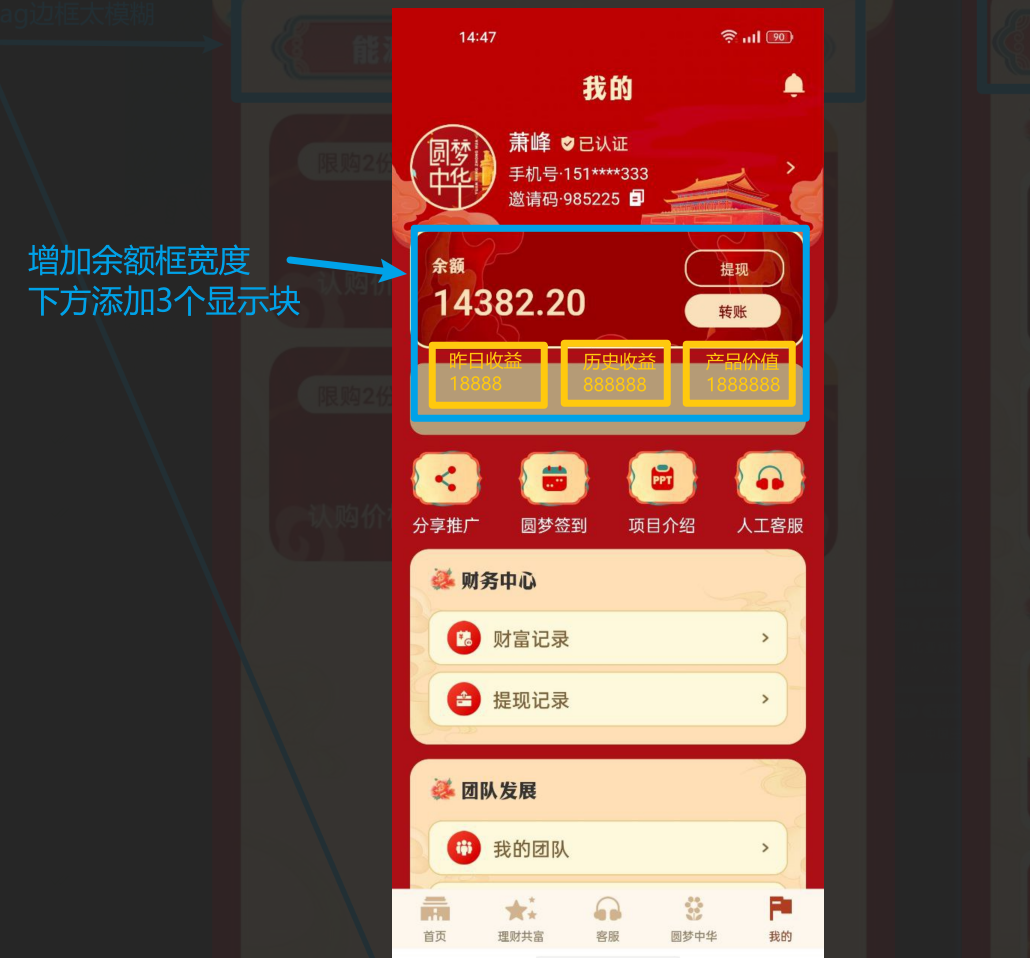 ag边框太模糊
14:47
90
我的
圆梦
中华
萧峰 已认证
手机号·151****333
邀请码·985225
增加余额框宽度
下方添加3个显示块
余额
提现
14382.20
转账
昨日收益 历史收益 产品价值
18888 888888 1888888
限购2份
认购价
限购2份
认购价
PPT
分享推广 圆梦签到 项目介绍 人工客服
财务中心
财富记录
提现记录
团队发展
我的团队
首页 理财共富 客服 圆梦中华 我的